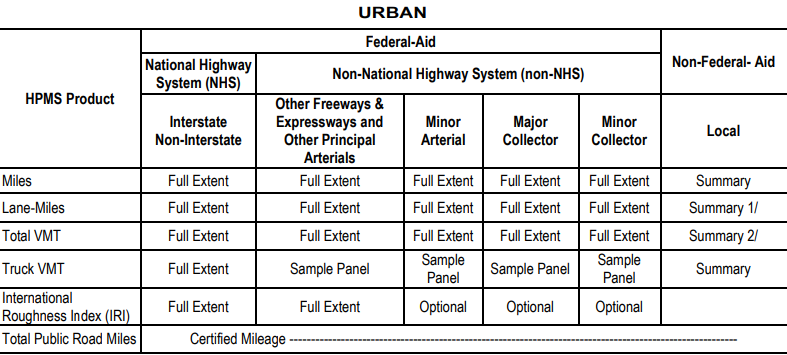 URBAN
HPMS Product
Federal-Aid
Non-Federal- Aid
National Highway
System (NHS)
Non-National Highway System (non-NHS)
Interstate
Non-Interstate
Other Freeways &
Expressways and
Other Principal
Arterials
Minor
Arterial
Major
Collector
Minor
Collector
Local
Miles Full Extent Full Extent Full Extent Full Extent Full Extent Summary
Lane-Miles Full Extent Full Extent Full Extent Full Extent Full Extent Summary 1/
Total VMT Full Extent Full Extent Full Extent Full Extent Full Extent Summary 2/
Truck VMT Full Extent Sample Panel Sample Panel Sample Panel Sample Panel Summary
International
Roughness Index (IRI) Full Extent Full Extent Optional Optional Optional
Total Public Road Miles Certified Mileage ------------------------------------------------------------------------------------------------------